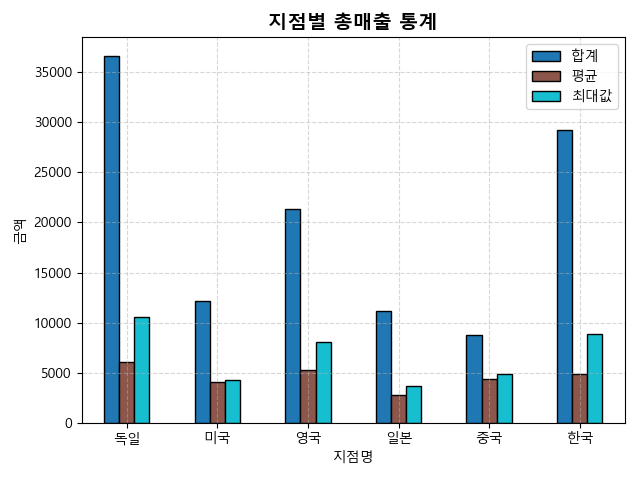 지점별 총매출 통계
합계
평균
최대값
금액
35000
30000
25000
20000
15000
10000
5000
0
독일 미국 영국 일본 중국 한국
지점명